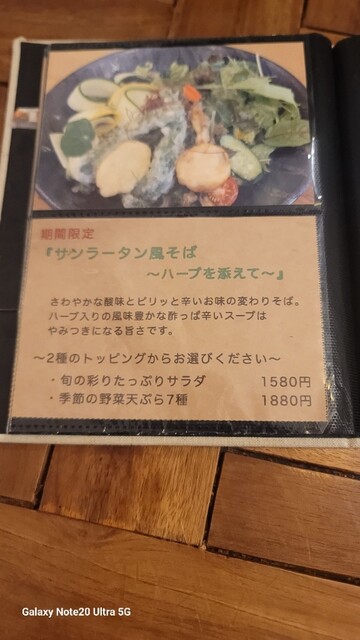 期間限定
『サンラータン風そば
～ハーブを添えて～』
さわやかな酸味とピリッと辛いお味の変わりそば。
ハーブ入りの風味豊かな酢っぱ辛いスープは
やみつきになる旨さです。
～2種のトッピングからお選びください～
・旬の彩りたっぷりサラダ 1580円
・季節の野菜天ぷら7種 1880円
Galaxy Note20 Ultra 5G